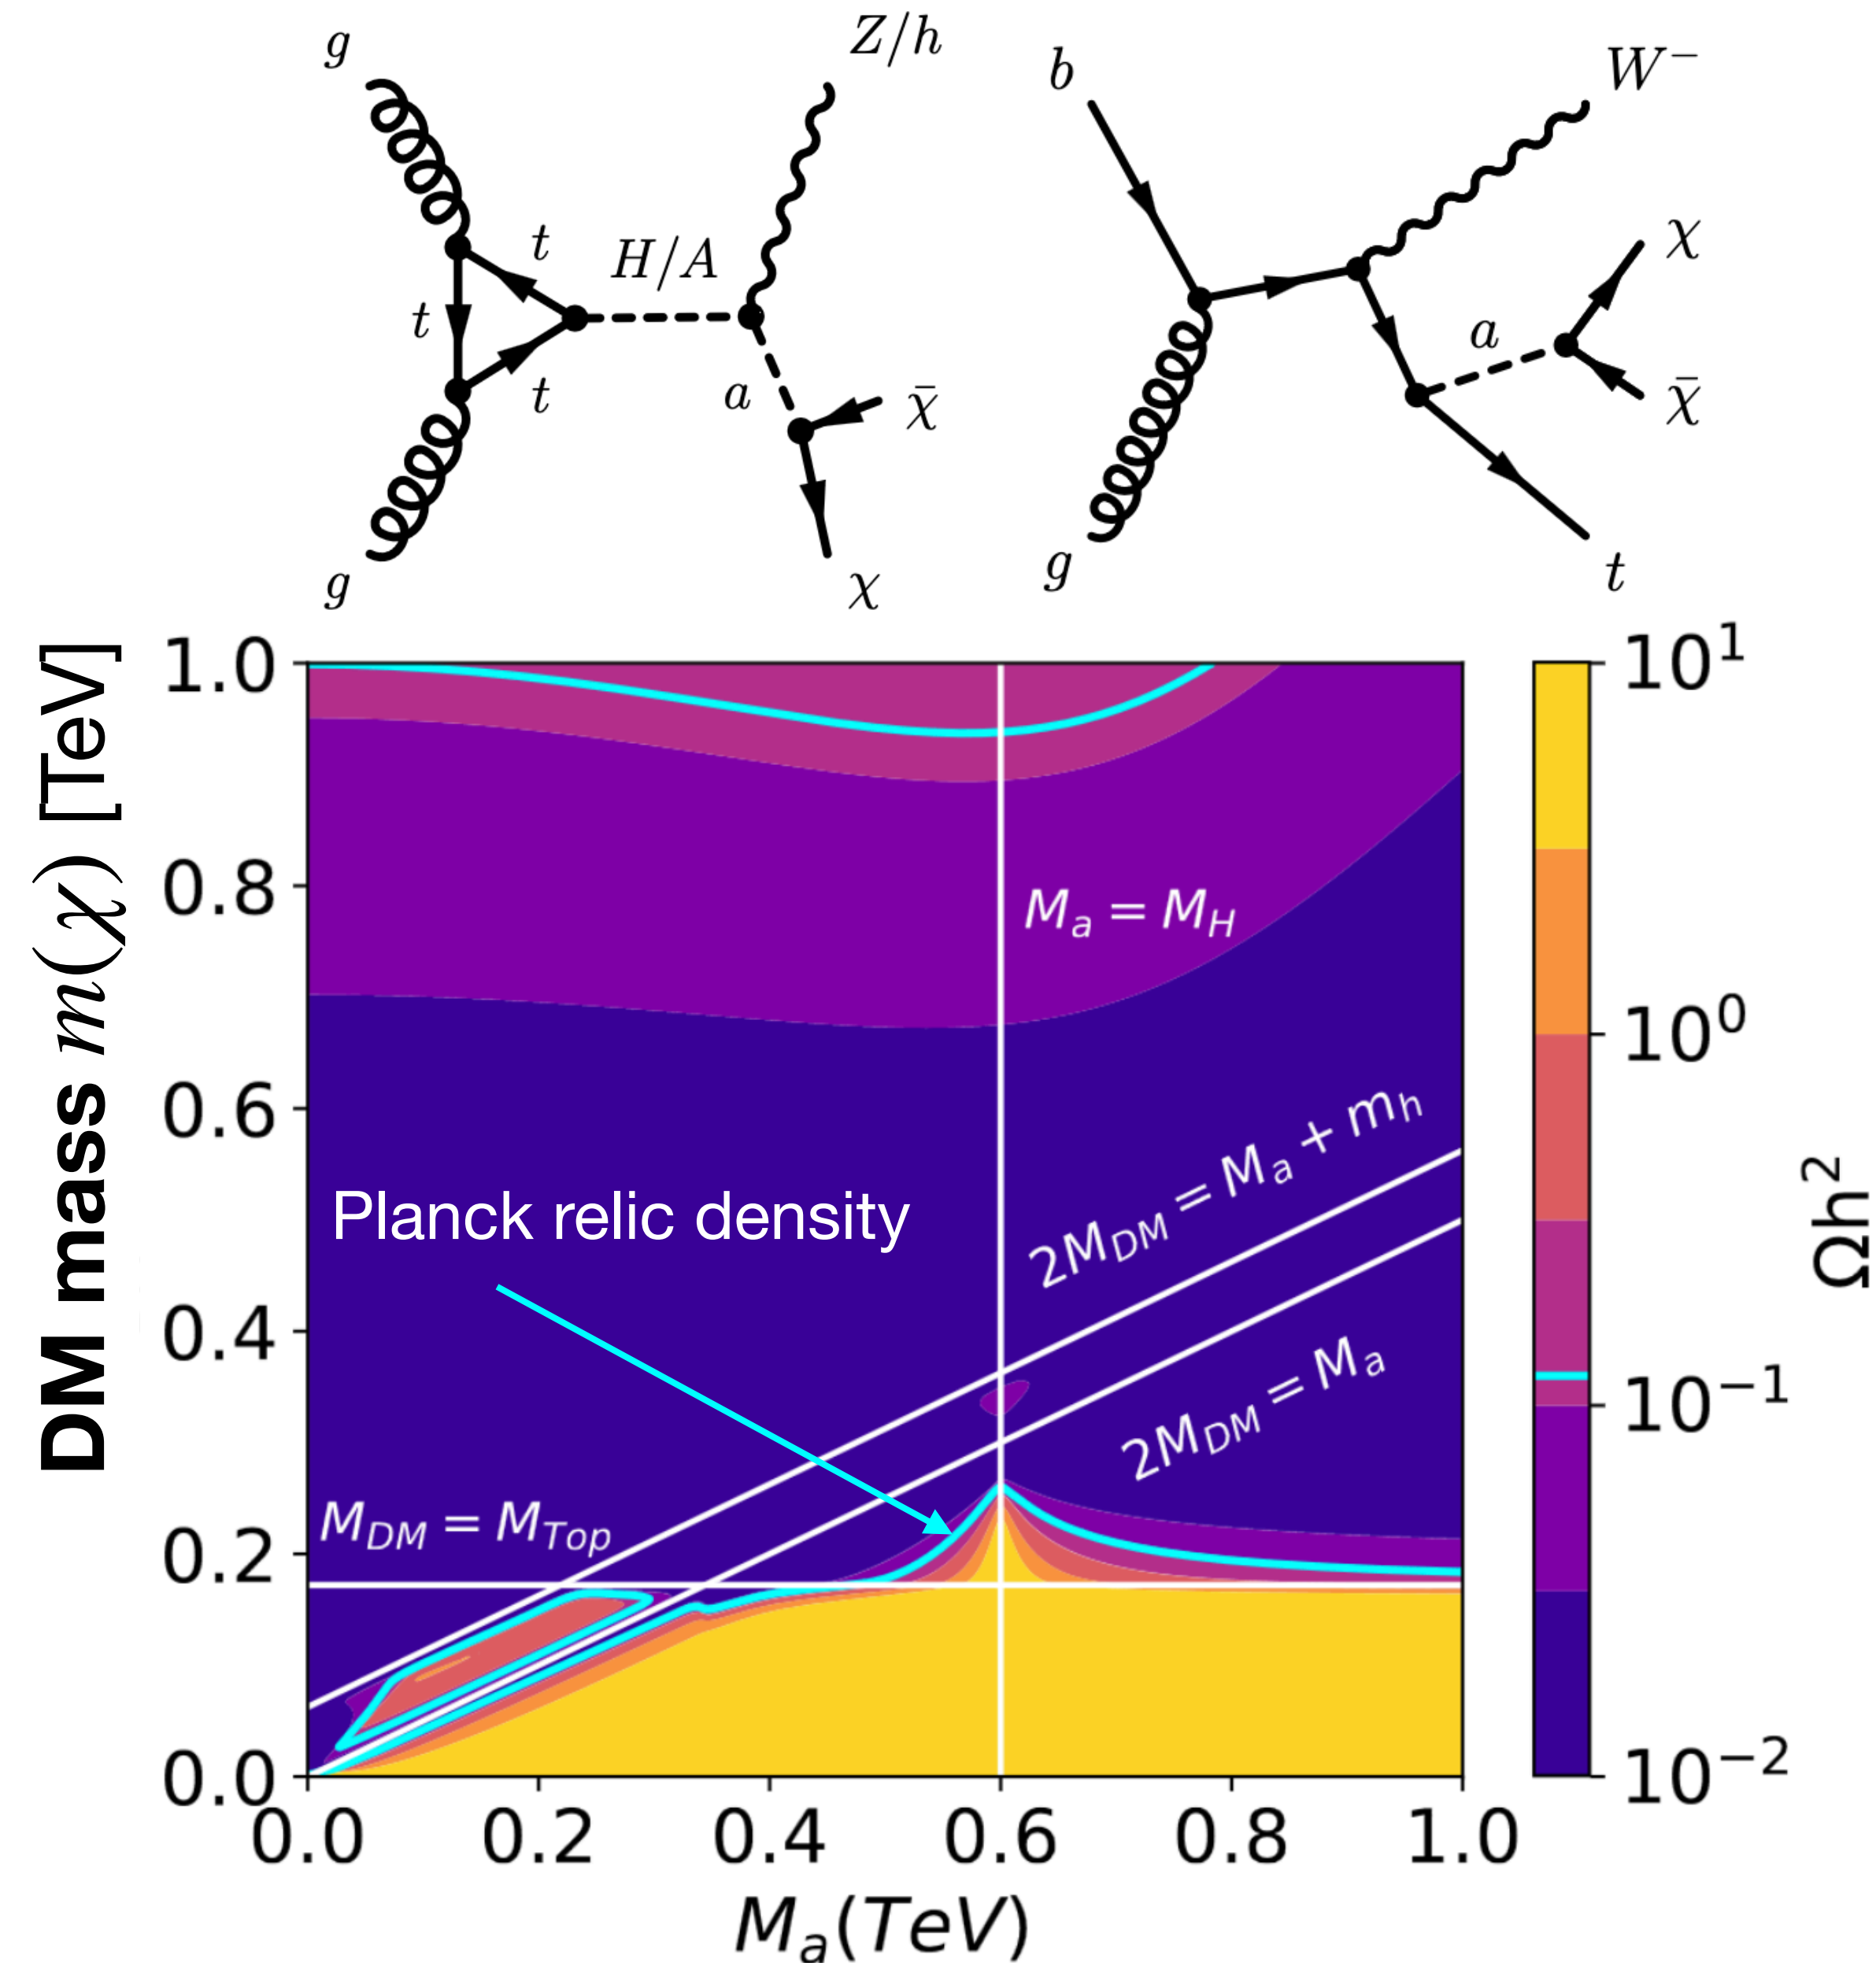 g
Z/h
b
W⁻
t
H/A
χ
t
a
a
t
χ̄
χ̄
g
χ
g
t
DM mass m(χ) [TeV]
1.0
0.8
0.6
0.4
0.2
0.0
M_a = M_H
2M_DM = M_a + m_h
Planck relic density
2M_DM = M_a
M_DM = M_Top
0.0 0.2 0.4 0.6 0.8 1.0
M_a(TeV)
10¹
10⁰
10⁻¹
10⁻²
Ωh²